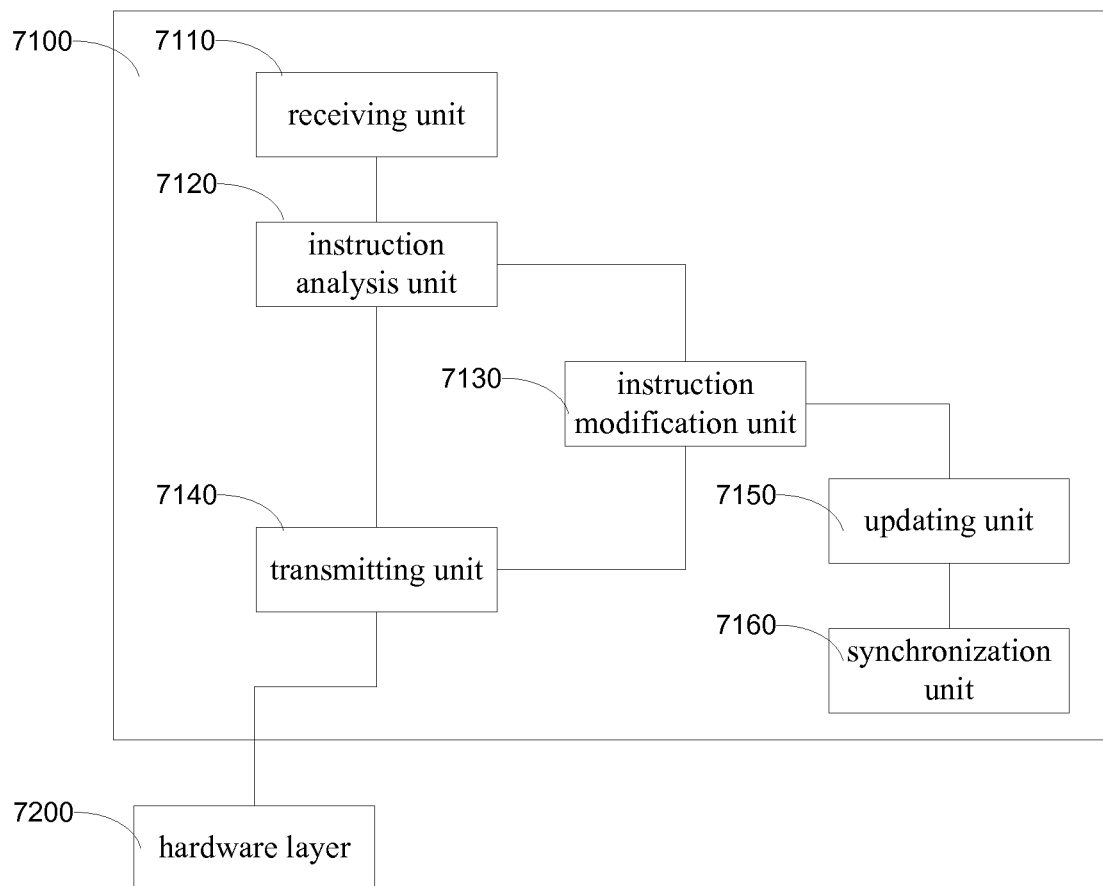 7100
7110
receiving unit
7120
instruction
analysis unit
7130
instruction
modification unit
7140
transmitting unit
7150
updating unit
7160
synchronization
unit
7200
hardware layer